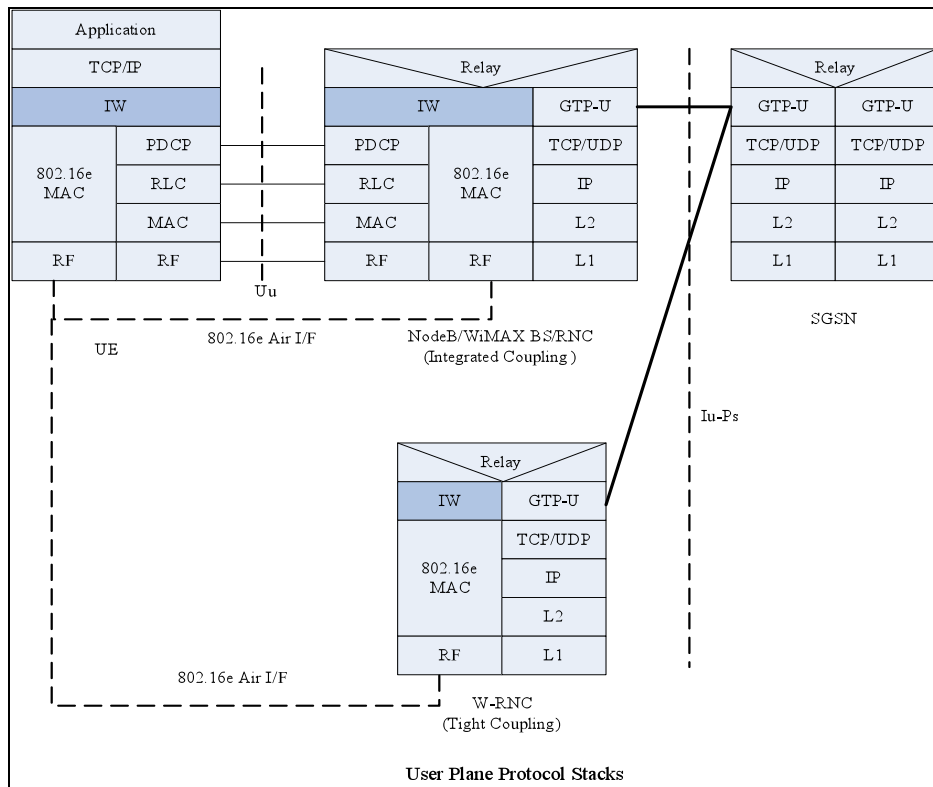 Application
TCP/IP
IW
802.16e
MAC
PDCP
RLC
MAC
RF
RF
UE
Uu
802.16e Air I/F
Relay
IW
GTP-U
PDCP
RLC
MAC
RF
802.16e
MAC
RF
TCP/UDP
IP
L2
L1
NodeB/WiMAX BS/RNC
(Integrated Coupling )
Relay
GTP-U
GTP-U
TCP/UDP
TCP/UDP
IP
IP
L2
L2
L1
L1
SGSN
Iu-Ps
Relay
IW
GTP-U
802.16e
MAC
RF
TCP/UDP
IP
L2
L1
802.16e Air I/F
W-RNC
(Tight Coupling)
User Plane Protocol Stacks